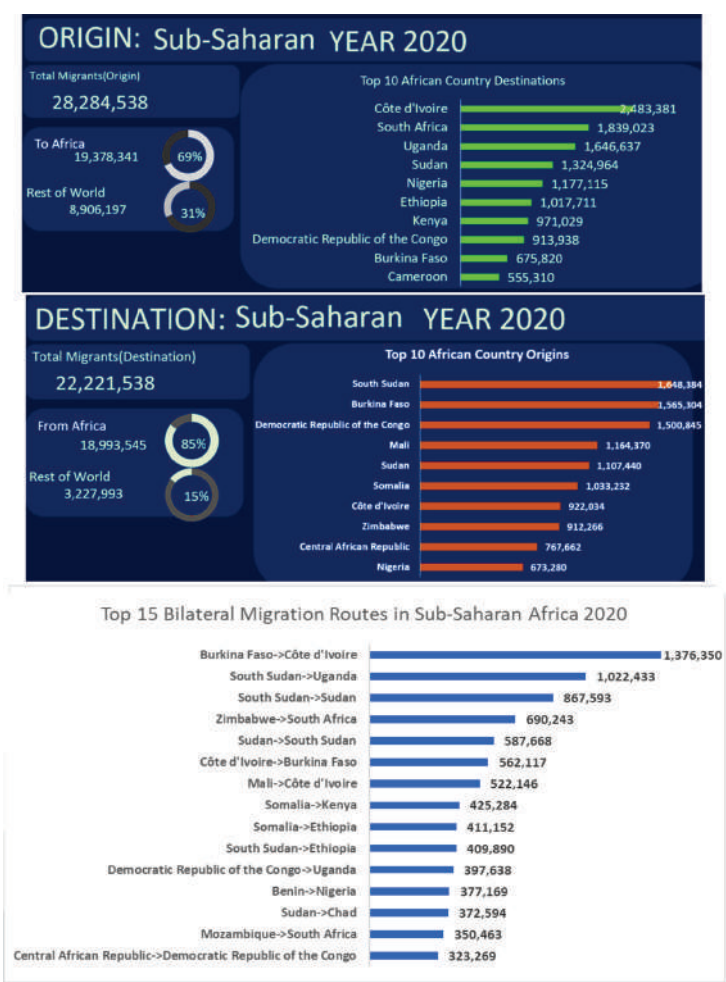 ORIGIN: Sub-Saharan YEAR 2020
Total Migrants(Origin)
28,284,538
To Africa
19,378,341
69%
Rest of World
8,906,197
31%
Top 10 African Country Destinations
Côte d'Ivoire 2,483,381
South Africa 1,839,023
Uganda 1,646,637
Sudan 1,324,964
Nigeria 1,177,115
Ethiopia 1,017,711
Kenya 971,029
Democratic Republic of the Congo 913,938
Burkina Faso 675,820
Cameroon 555,310
DESTINATION: Sub-Saharan YEAR 2020
Total Migrants(Destination)
22,221,538
From Africa
18,993,545
85%
Rest of World
3,227,993
15%
Top 10 African Country Origins
South Sudan 1,648,384
Burkina Faso 1,565,304
Democratic Republic of the Congo 1,500,845
Mali 1,164,370
Sudan 1,107,440
Somalia 1,033,232
Côte d'Ivoire 922,034
Zimbabwe 912,266
Central African Republic 767,662
Nigeria 673,280
Top 15 Bilateral Migration Routes in Sub-Saharan Africa 2020
Burkina Faso->Côte d'Ivoire 1,376,350
South Sudan->Uganda 1,022,433
South Sudan->Sudan 867,593
Zimbabwe->South Africa 690,243
Sudan->South Sudan 587,668
Côte d'Ivoire->Burkina Faso 562,117
Mali->Côte d'Ivoire 522,146
Somalia->Kenya 425,284
Somalia->Ethiopia 411,152
South Sudan->Ethiopia 409,890
Democratic Republic of the Congo->Uganda 397,638
Benin->Nigeria 377,169
Sudan->Chad 372,594
Mozambique->South Africa 350,463
Central African Republic->Democratic Republic of the Congo 323,269